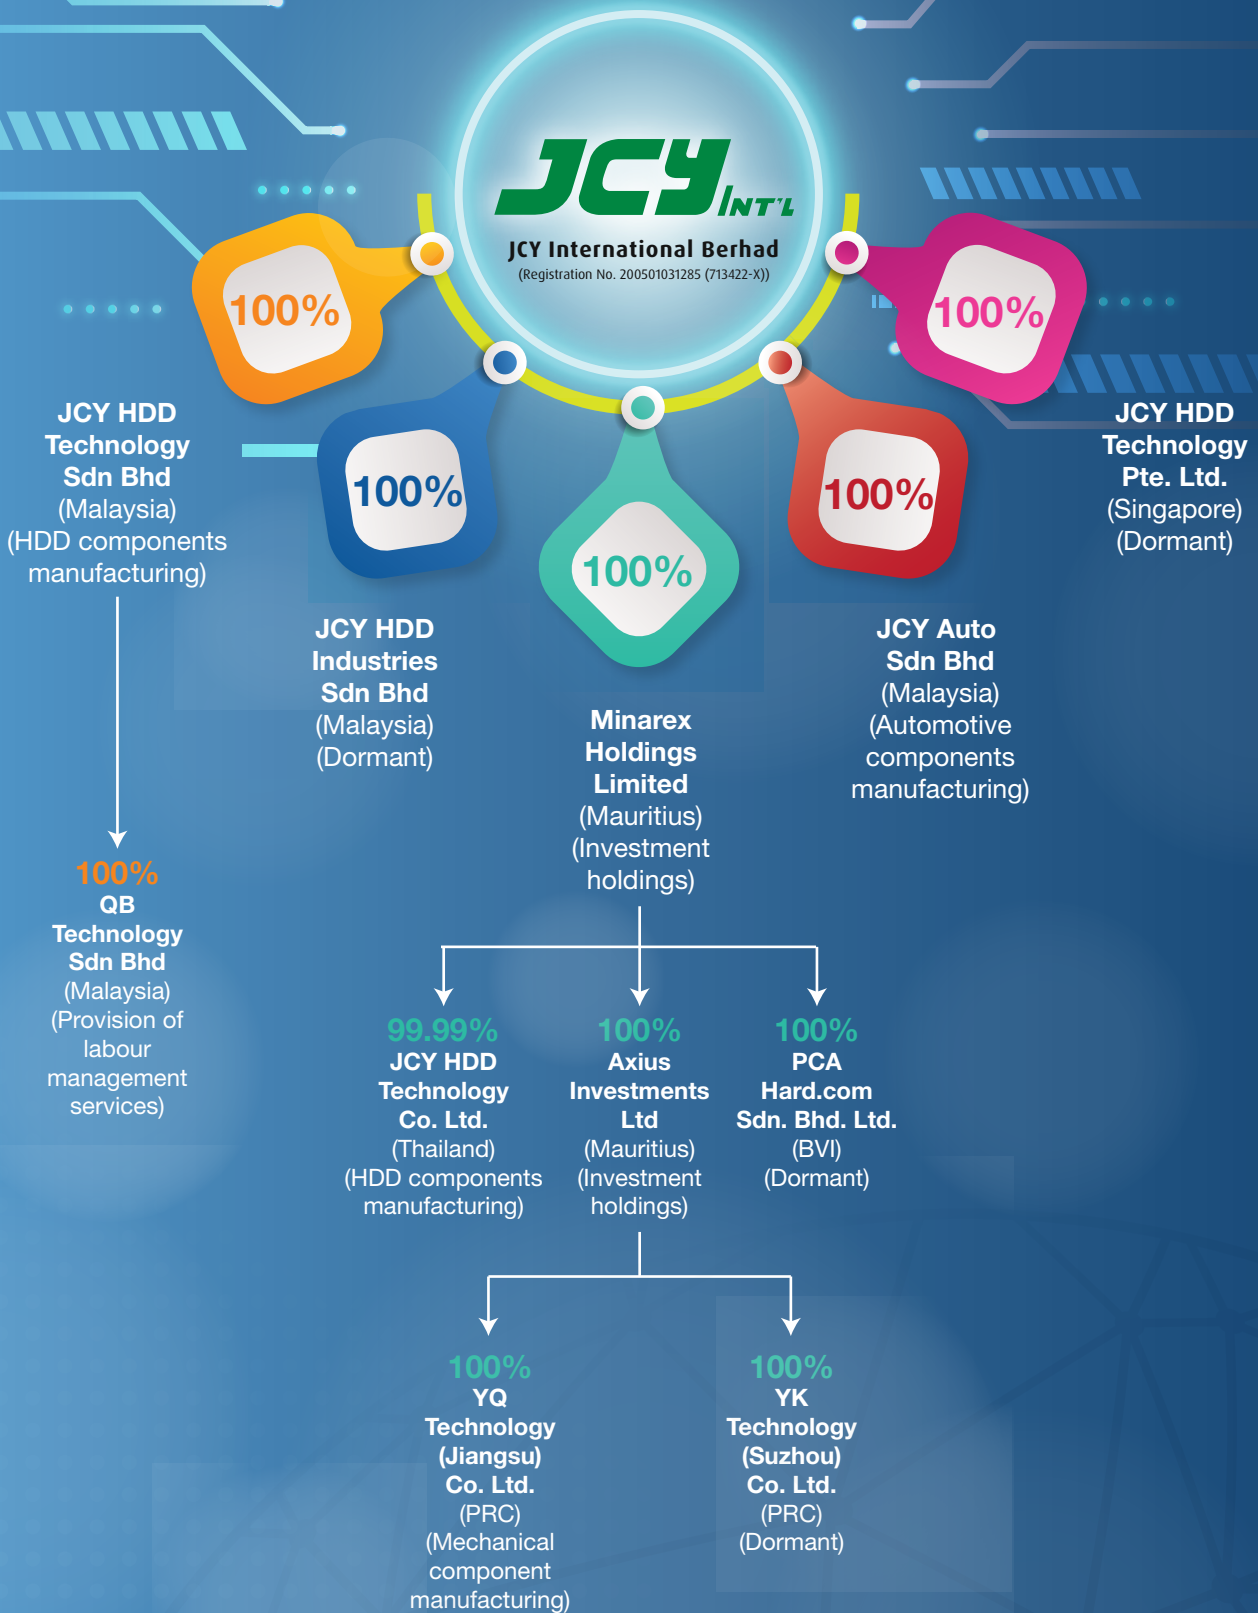 JCY INT'L
JCY International Berhad
(Registration No. 200501031285 (713422-X))
100%
JCY HDD
Technology
Sdn Bhd
(Malaysia)
(HDD components
manufacturing)
100%
QB
Technology
Sdn Bhd
(Malaysia)
(Provision of
labour
management
services)
100%
JCY HDD
Industries
Sdn Bhd
(Malaysia)
(Dormant)
100%
Minarex
Holdings
Limited
(Mauritius)
(Investment
holdings)
100%
JCY Auto
Sdn Bhd
(Malaysia)
(Automotive
components
manufacturing)
100%
JCY HDD
Technology
Pte. Ltd.
(Singapore)
(Dormant)
99.99%
JCY HDD
Technology
Co. Ltd.
(Thailand)
(HDD components
manufacturing)
100%
Axius
Investments
Ltd
(Mauritius)
(Investment
holdings)
100%
PCA
Hard.com
Sdn. Bhd. Ltd.
(BVI)
(Dormant)
100%
YQ
Technology
(Jiangsu)
Co. Ltd.
(PRC)
(Mechanical
component
manufacturing)
100%
YK
Technology
(Suzhou)
Co. Ltd.
(PRC)
(Dormant)